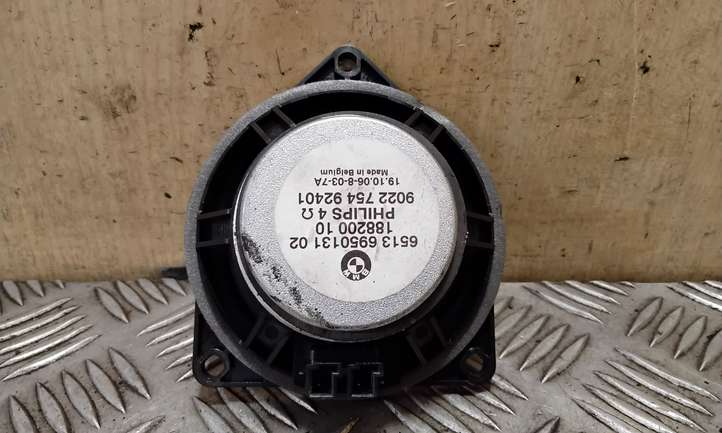 BMW
6513 6950131 02
188200 10
PHILIPS 4 Ω
9022 754 92401
19.10.06-8-03-7A
Made in Belgium